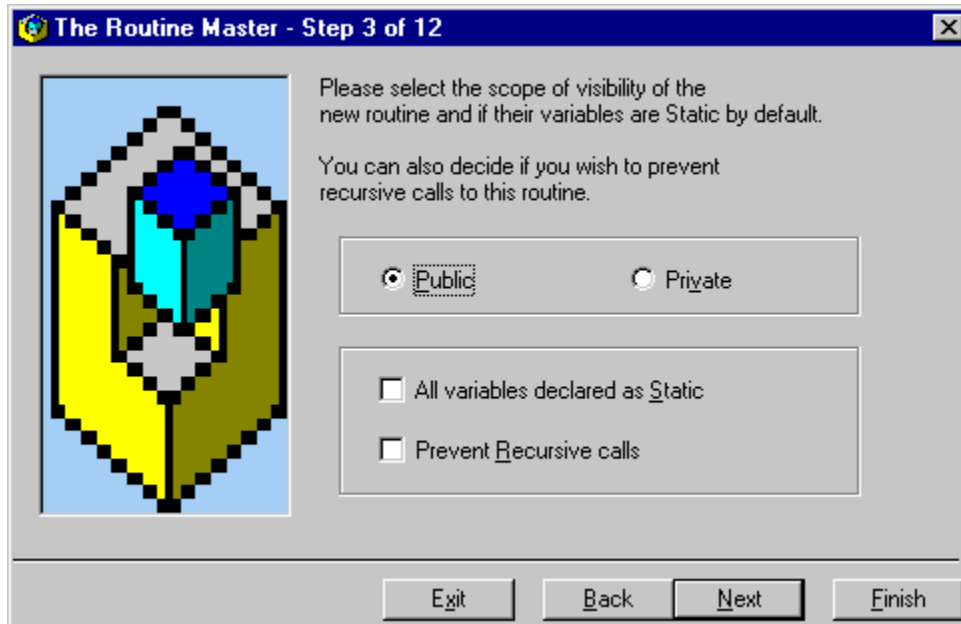 The Routine Master - Step 3 of 12
Please select the scope of visibility of the
new routine and if their variables are Static by default.
You can also decide if you wish to prevent
recursive calls to this routine.
Public Private
All variables declared as Static
Prevent Recursive calls
Exit Back Next Finish